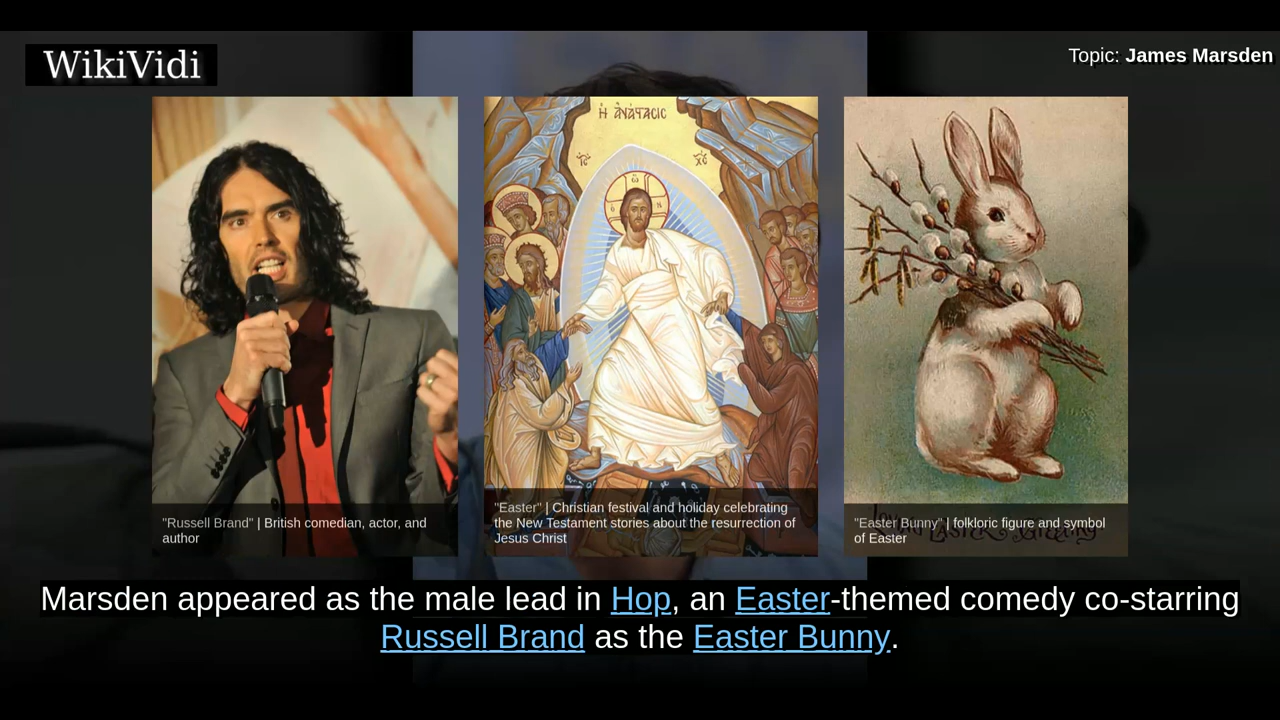 WikiVidi
Topic: James Marsden
Η ΑΝΑΣΤΑΣΙΣ
"Russell Brand" | British comedian, actor, and
author
"Easter" | Christian festival and holiday celebrating
the New Testament stories about the resurrection of
Jesus Christ
"Easter Bunny" | folkloric figure and symbol
of Easter
Marsden appeared as the male lead in Hop, an Easter-themed comedy co-starring
Russell Brand as the Easter Bunny.